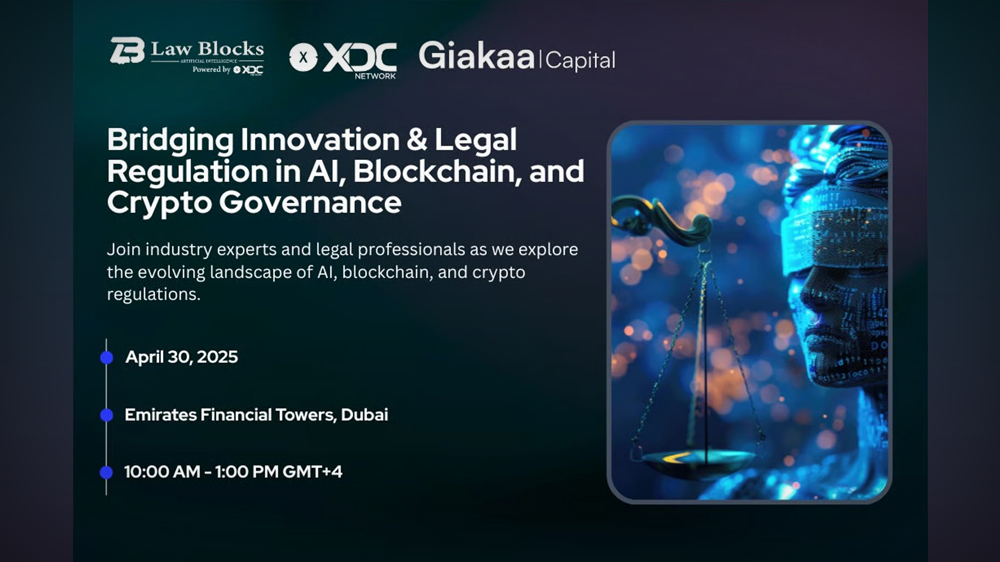 Law Blocks
ARTIFICIAL INTELLIGENCE
Powered by XDC
X XDC
NETWORK
Giakaa | Capital
Bridging Innovation & Legal
Regulation in AI, Blockchain, and
Crypto Governance
Join industry experts and legal professionals as we explore
the evolving landscape of AI, blockchain, and crypto
regulations.
April 30, 2025
Emirates Financial Towers, Dubai
10:00 AM - 1:00 PM GMT+4